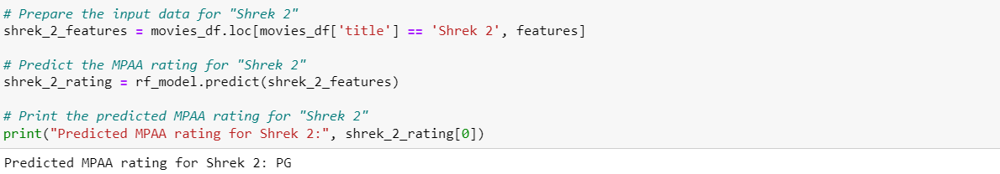 # Prepare the input data for "Shrek 2"
shrek_2_features = movies_df.loc[movies_df['title'] == 'Shrek 2', features]
# Predict the MPAA rating for "Shrek 2"
shrek_2_rating = rf_model.predict(shrek_2_features)
# Print the predicted MPAA rating for "Shrek 2"
print("Predicted MPAA rating for Shrek 2:", shrek_2_rating[0])
Predicted MPAA rating for Shrek 2: PG